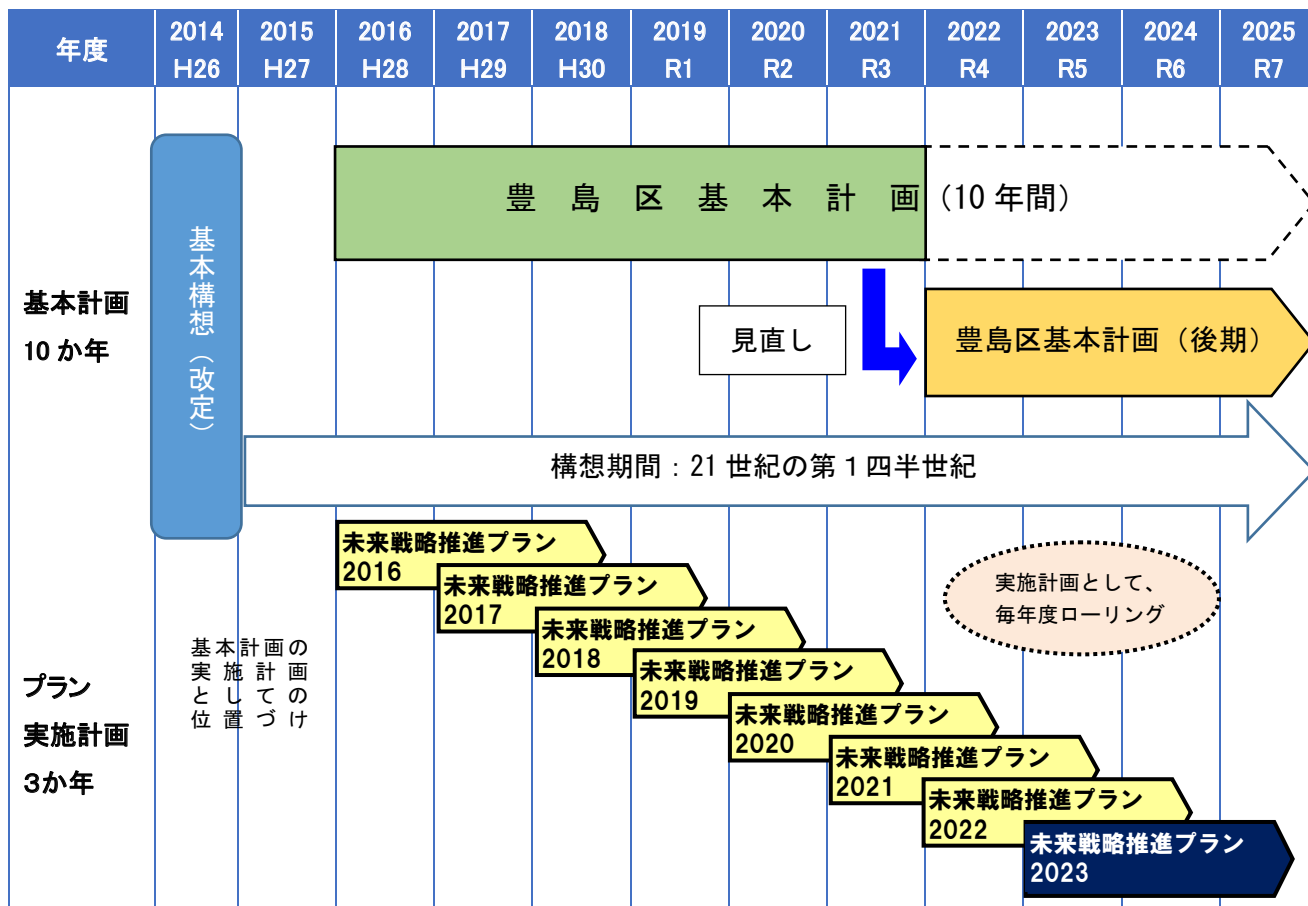 年度
2014
H26
2015
H27
2016
H28
2017
H29
2018
H30
2019
R1
2020
R2
2021
R3
2022
R4
2023
R5
2024
R6
2025
R7
基本計画
10か年
基本構想（改定）
豊島区基本計画（10年間）
見直し
豊島区基本計画（後期）
構想期間：21世紀の第１四半世紀
プラン
実施計画
3か年
基本計画の
実施計画
としての
位置づけ
未来戦略推進プラン
2016
未来戦略推進プラン
2017
未来戦略推進プラン
2018
未来戦略推進プラン
2019
未来戦略推進プラン
2020
未来戦略推進プラン
2021
未来戦略推進プラン
2022
未来戦略推進プラン
2023
実施計画として、
毎年度ローリング